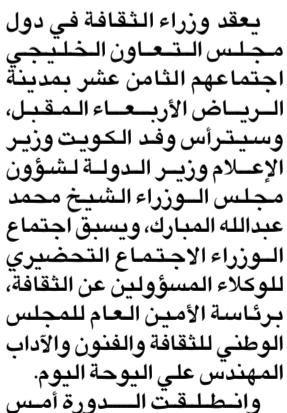 يعقد وزراء الثقافة في دول
مجلس التعاون الخليجي
اجتماعهم الثامن عشر بمدينة
الرياض الأربعاء المقبل،
وسيترأس وفد الكويت وزير
الإعلام وزير الدولة لشؤون
مجلس الوزراء الشيخ محمد
عبدالله المبارك، ويسبق اجتماع
الوزراء الاجتماع التحضيري
للوكلاء المسؤولين عن الثقافة،
برئاسة الأمين العام للمجلس
الوطني للثقافة والفنون والآداب
المهندس علي اليوحة اليوم.
وانطلقت الدورة أمس